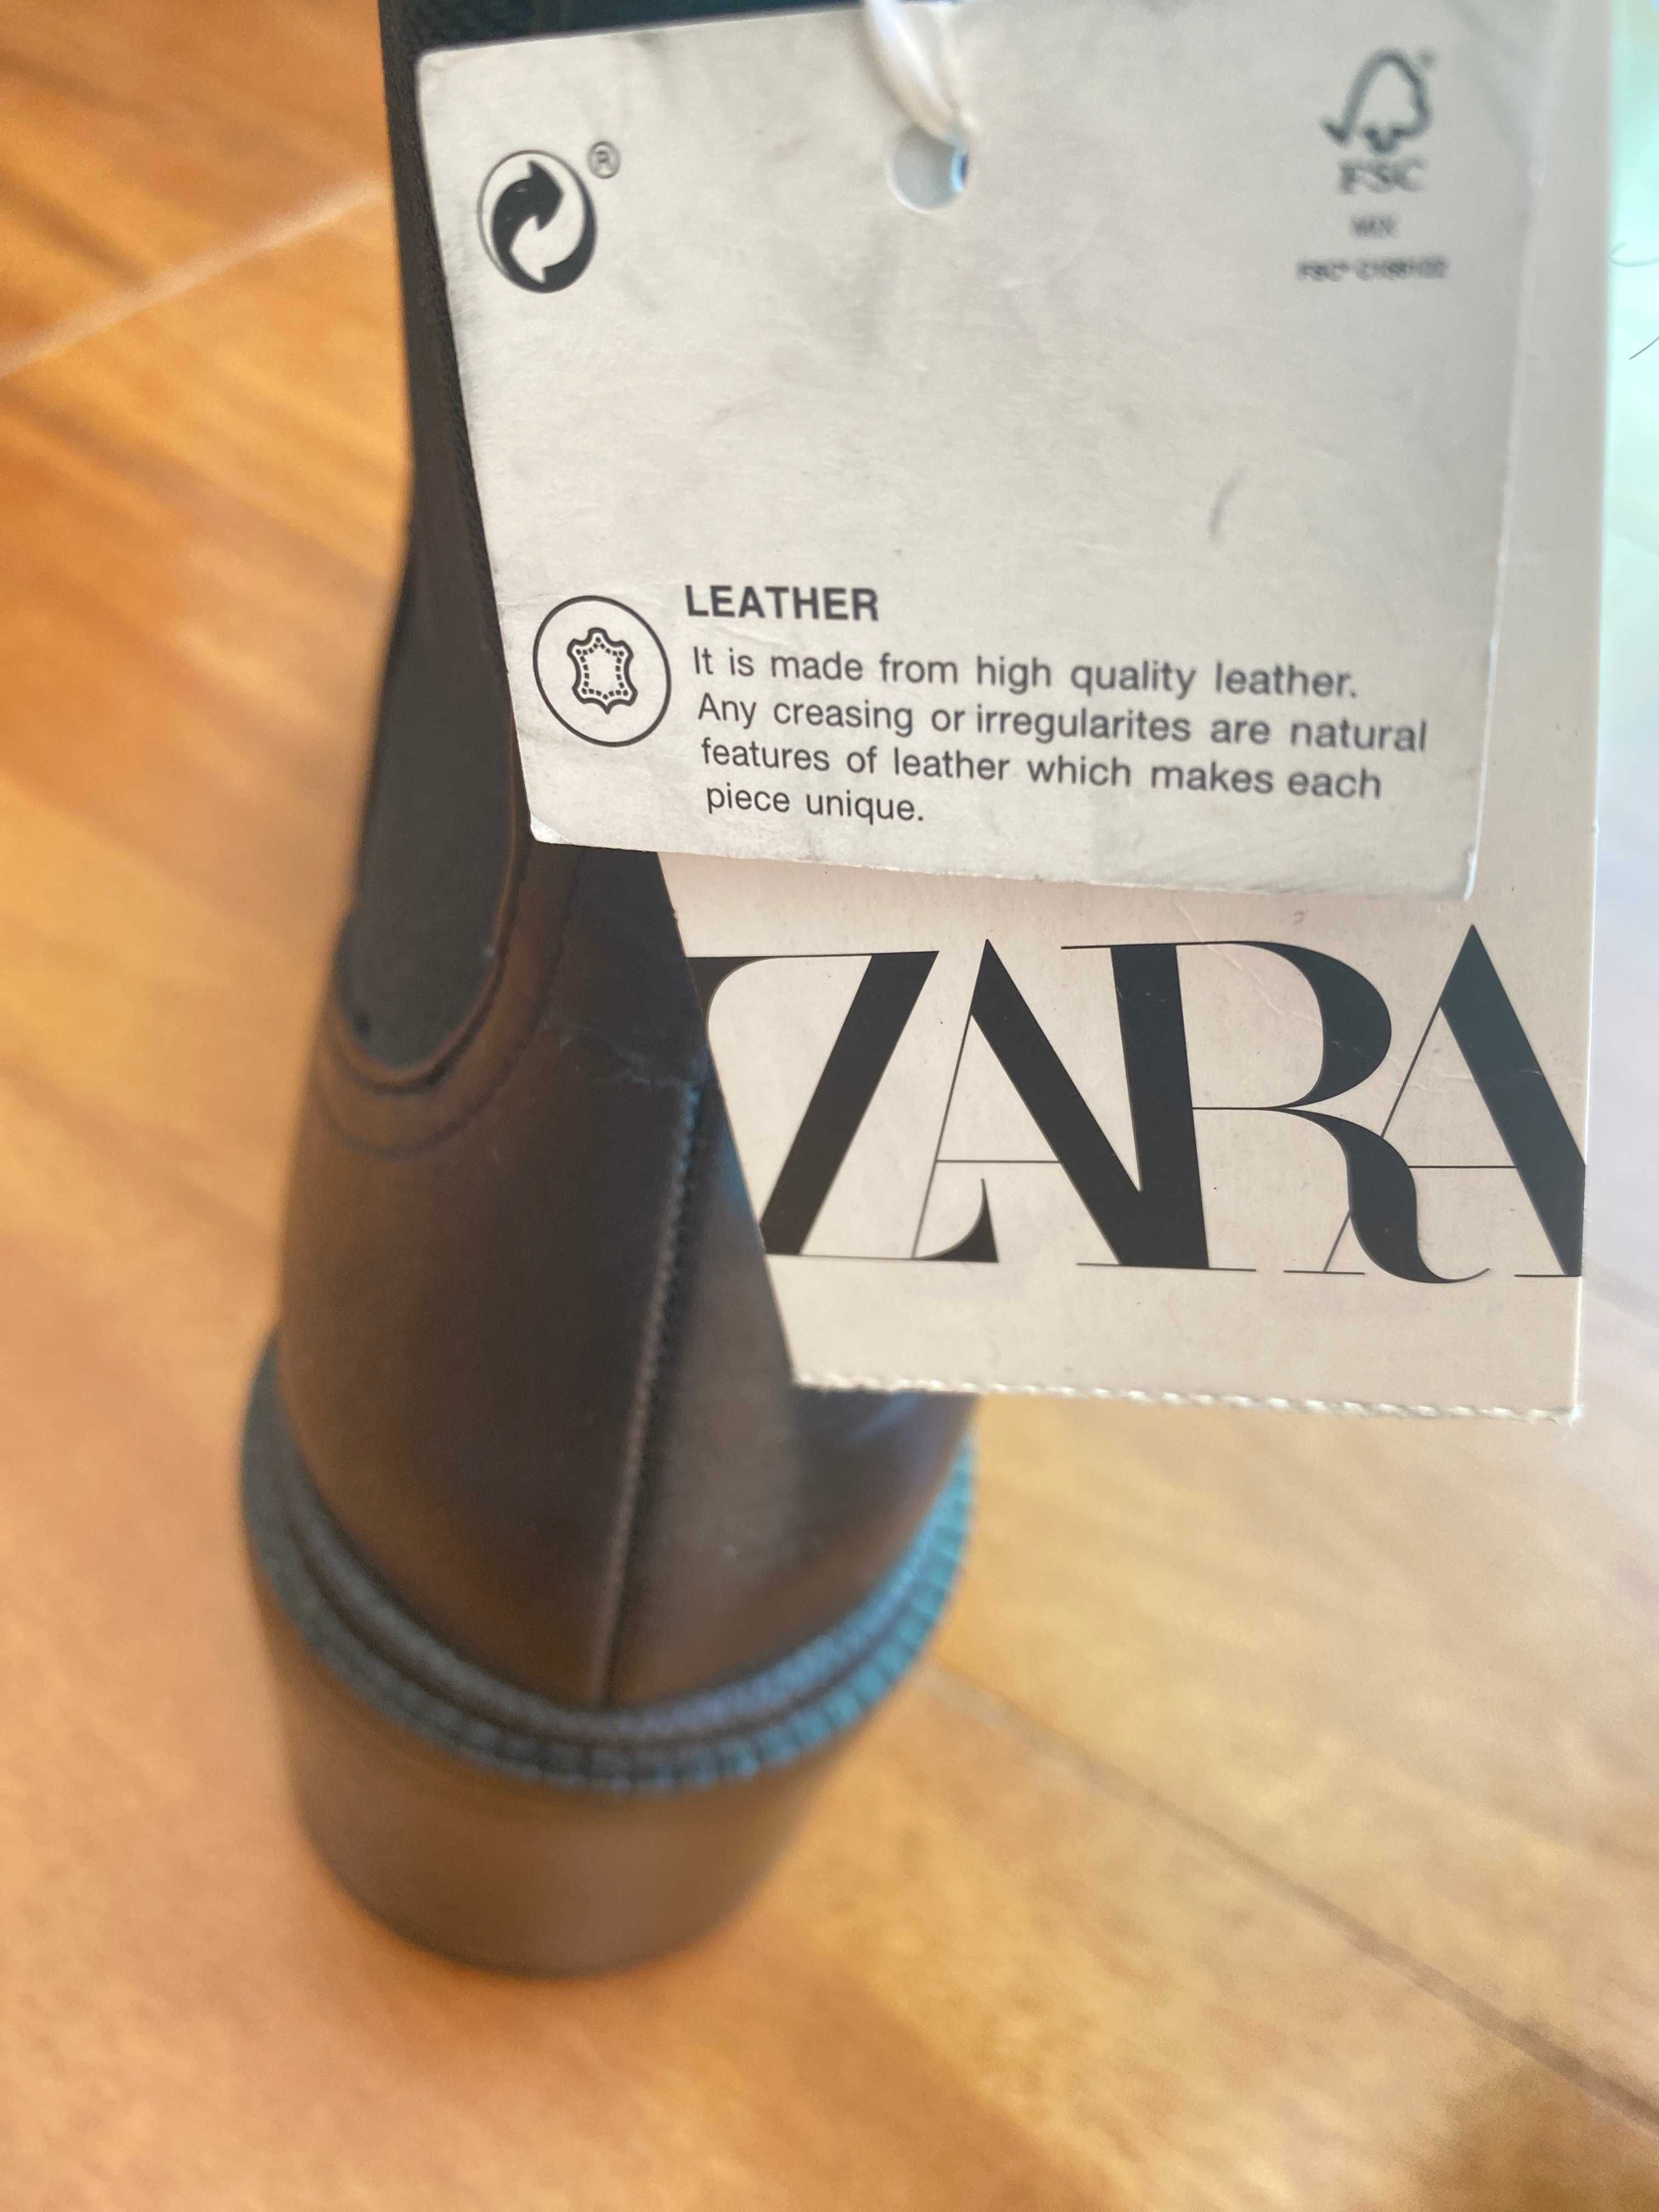 ®
FSC
MIX
LEATHER
It is made from high quality leather.
Any creasing or irregularites are natural
features of leather which makes each
piece unique.
ZARA